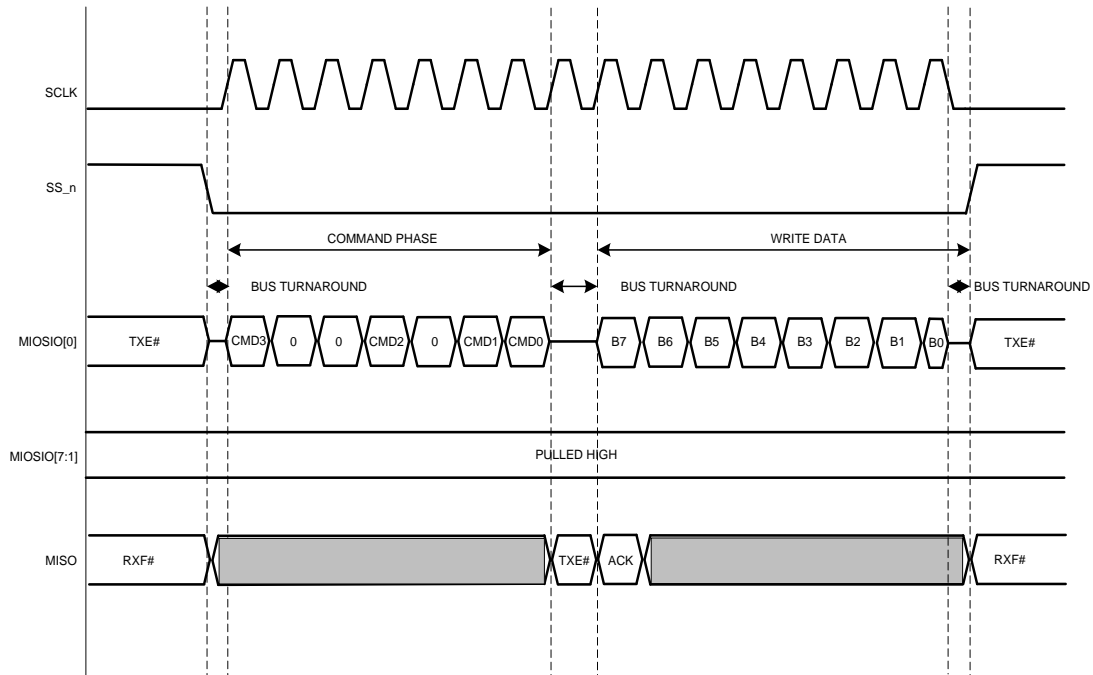 SCLK
SS_n
COMMAND PHASE WRITE DATA
BUS TURNAROUND BUS TURNAROUND BUS TURNAROUND
MIOSIO[0] TXE# CMD3 0 0 CMD2 0 CMD1 CMD0 B7 B6 B5 B4 B3 B2 B1 B0 TXE#
MIOSIO[7:1] PULLED HIGH
MISO RXF# TXE# ACK RXF#